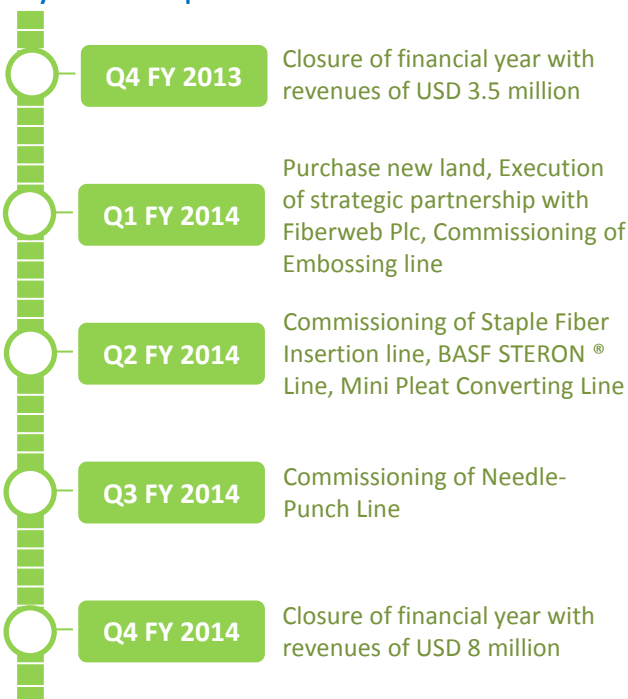 Q4 FY 2013
Closure of financial year with
revenues of USD 3.5 million
Q1 FY 2014
Purchase new land, Execution
of strategic partnership with
Fiberweb Plc, Commissioning of
Embossing line
Q2 FY 2014
Commissioning of Staple Fiber
Insertion line, BASF STERON ®
Line, Mini Pleat Converting Line
Q3 FY 2014
Commissioning of Needle-
Punch Line
Q4 FY 2014
Closure of financial year with
revenues of USD 8 million